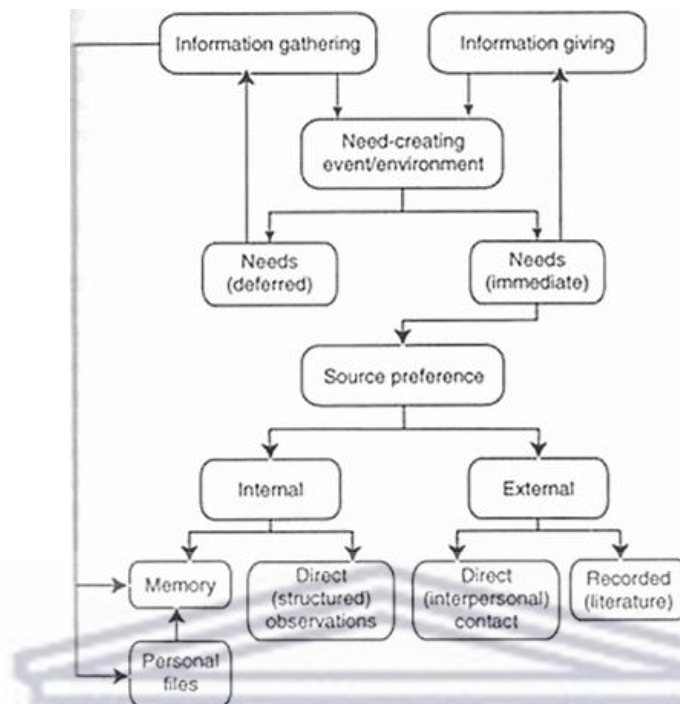 Information gathering
Information giving
Need-creating
event/environment
Needs
(deferred)
Needs
(immediate)
Source preference
Internal
External
Memory
Direct
(structured)
observations
Direct
(interpersonal)
contact
Recorded
(literature)
Personal
files